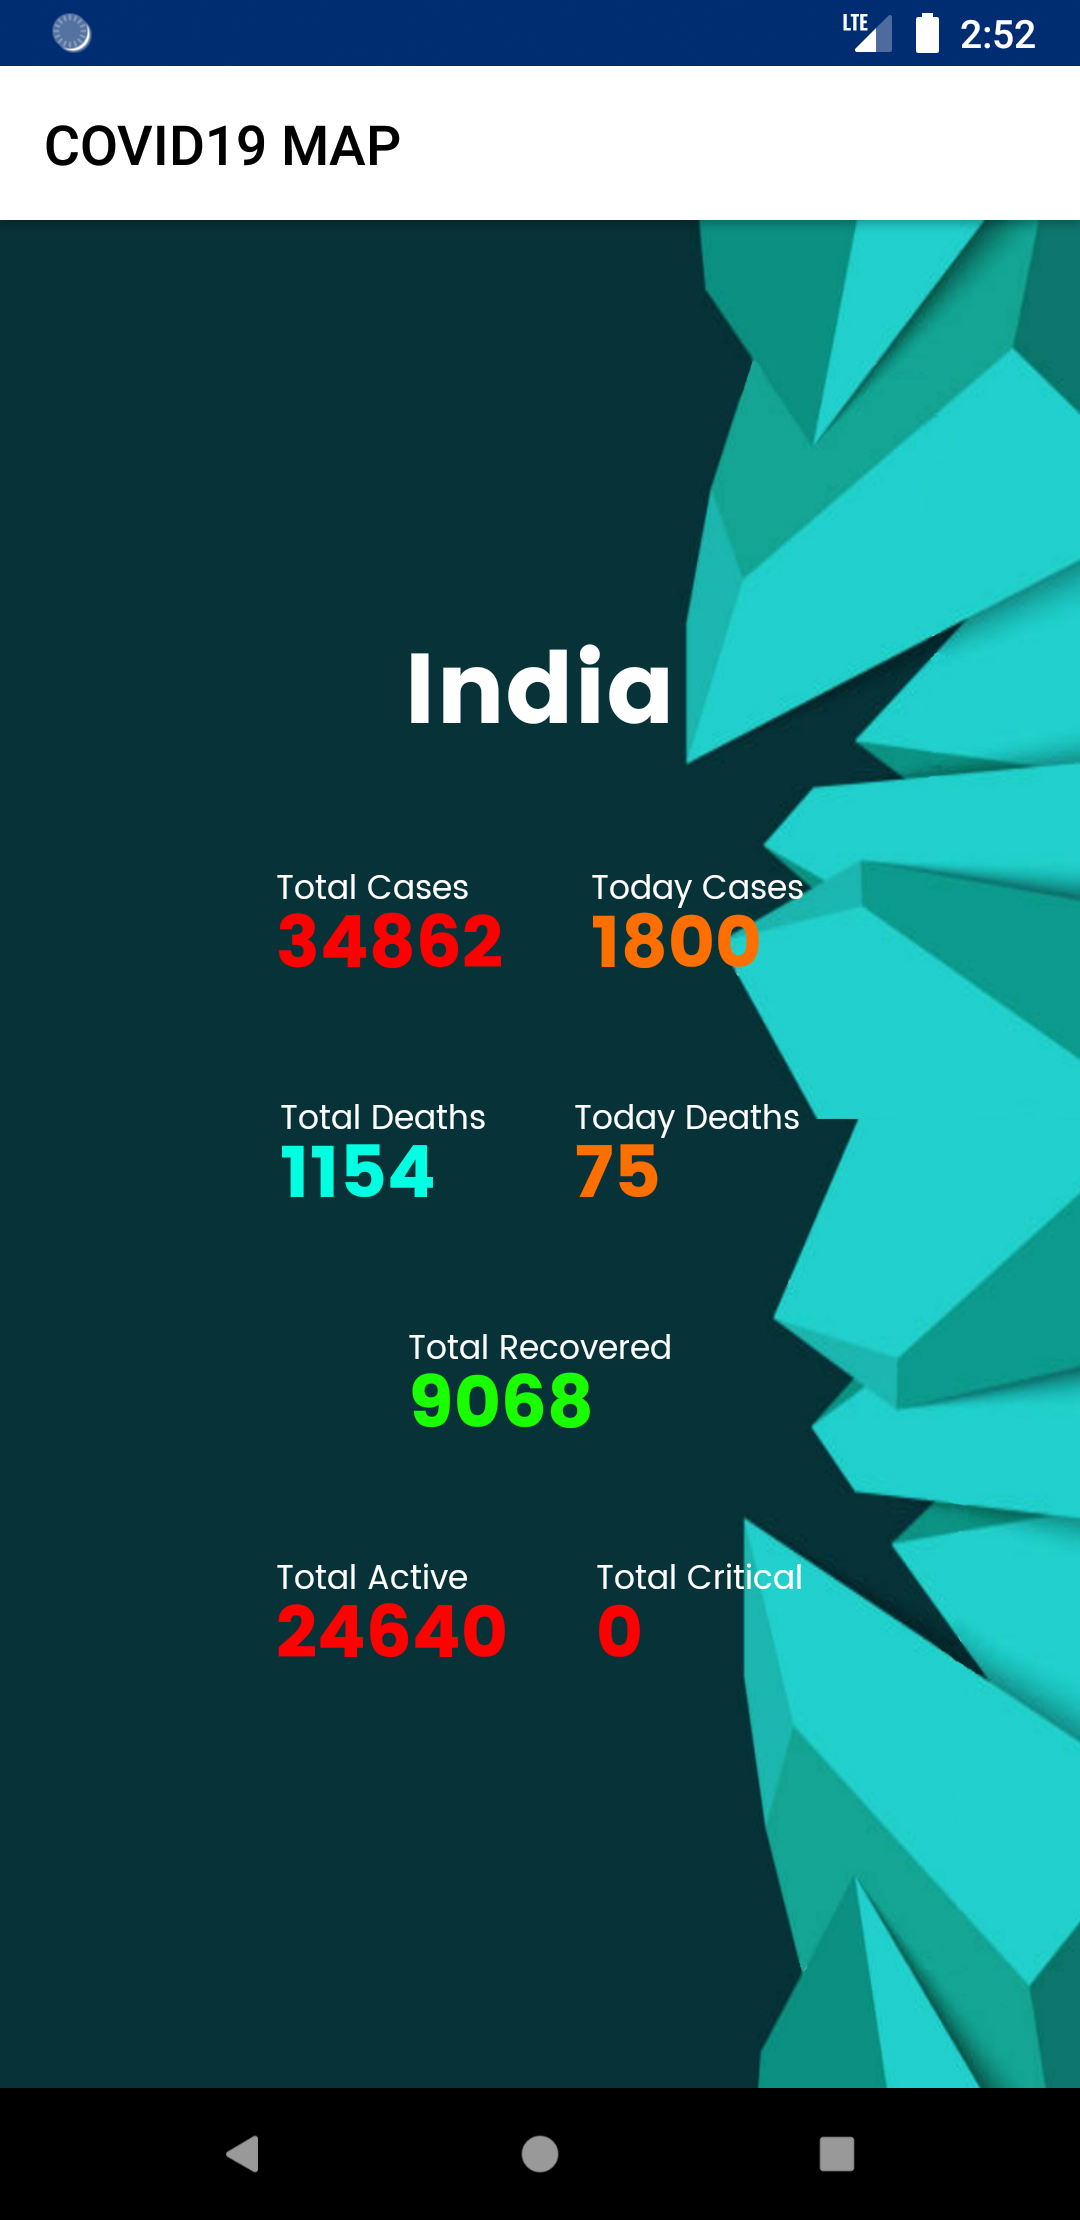 LTE 2:52
COVID19 MAP
India
Total Cases Today Cases
34862 1800
Total Deaths Today Deaths
1154 75
Total Recovered
9068
Total Active Total Critical
24640 0